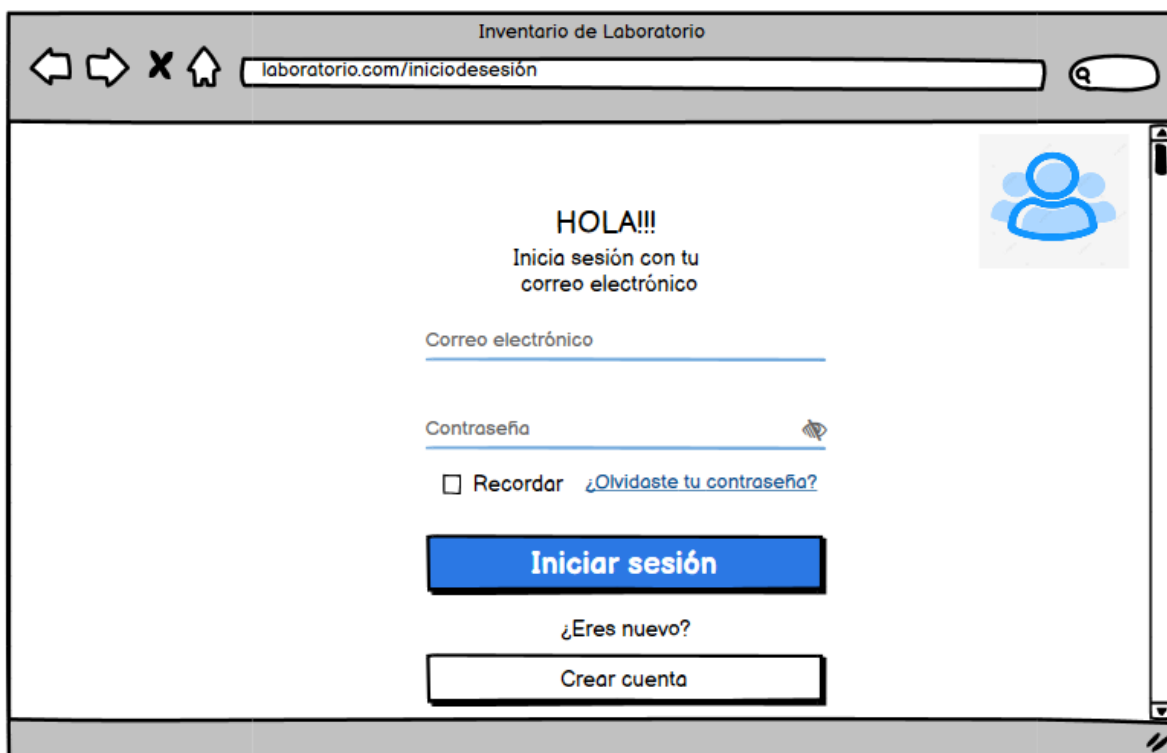 Inventario de Laboratorio
laboratorio.com/iniciodesesión
HOLA!!!
Inicia sesión con tu
correo electrónico
Correo electrónico
Contraseña
Recordar ¿Olvidaste tu contraseña?
Iniciar sesión
¿Eres nuevo?
Crear cuenta